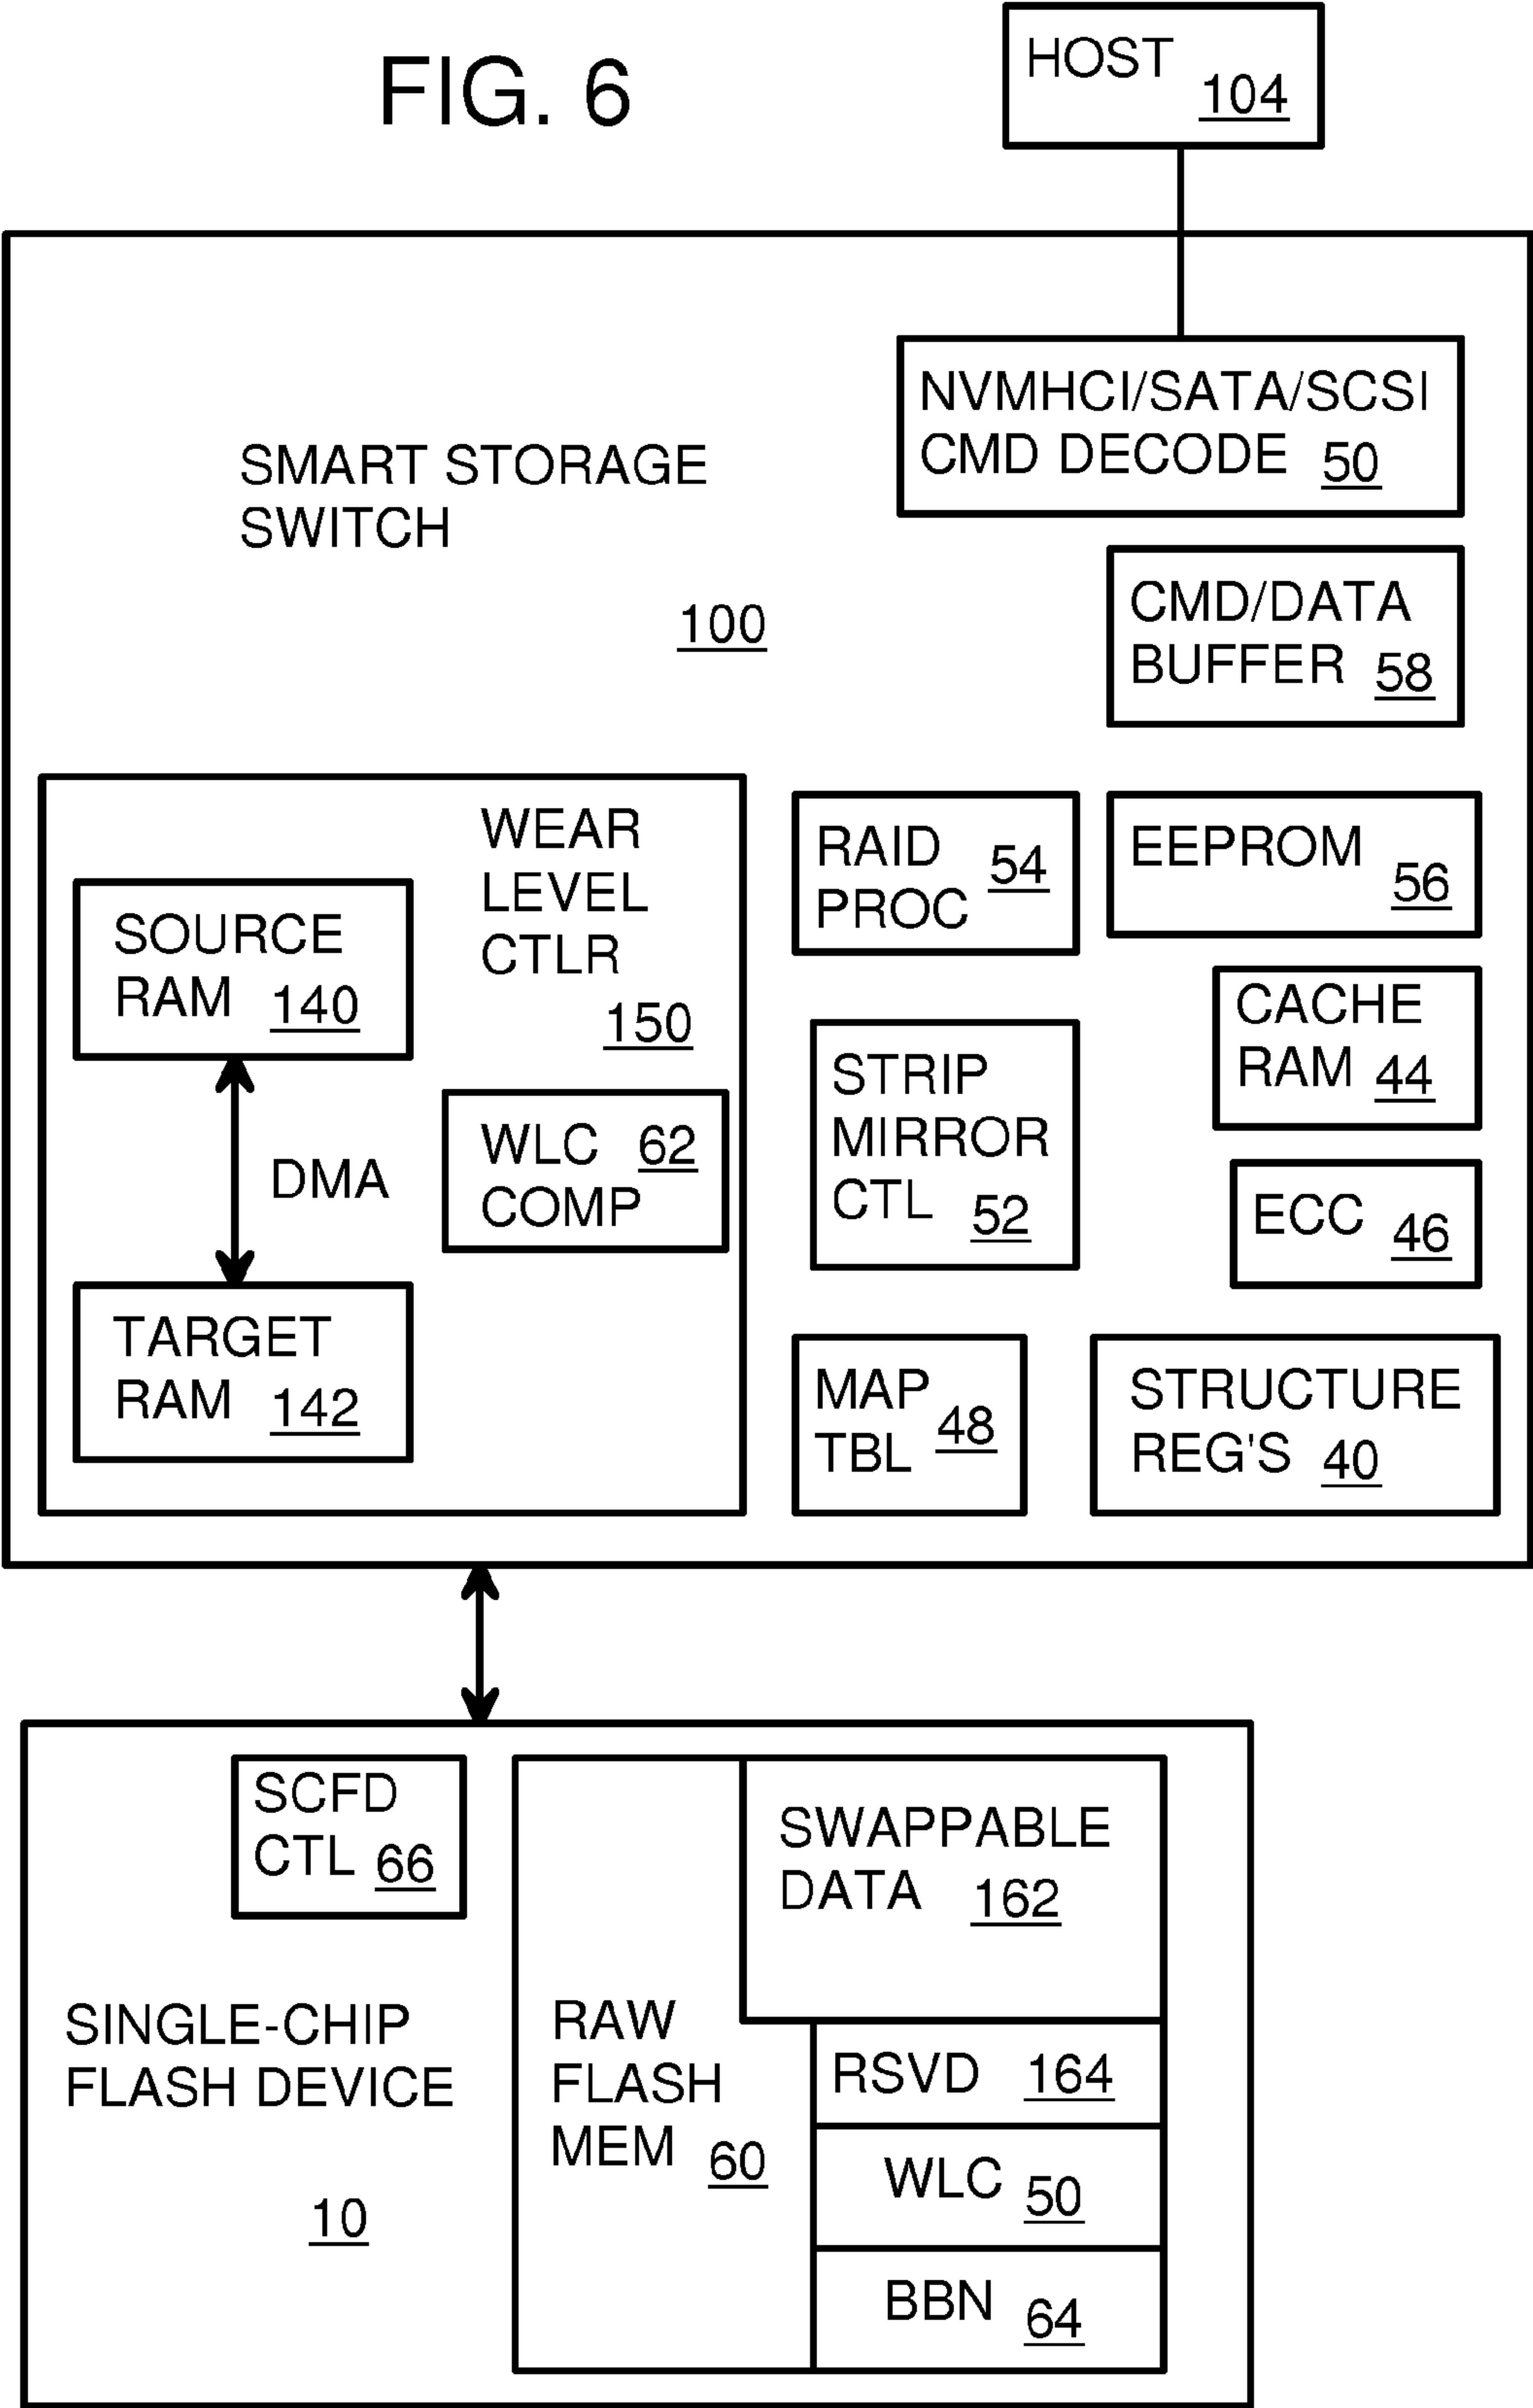 FIG. 6
HOST 104
NVMHCI/SATA/SCSI
CMD DECODE 50
SMART STORAGE
SWITCH
100
CMD/DATA
BUFFER 58
WEAR
LEVEL
CTLR
150
SOURCE
RAM 140
DMA
TARGET
RAM 142
WLC 62
COMP
RAID 54
PROC
EEPROM 56
CACHE
RAM 44
STRIP
MIRROR
CTL 52
ECC 46
MAP 48
TBL
STRUCTURE
REG'S 40
SCFD
CTL 66
SINGLE-CHIP
FLASH DEVICE
10
RAW
FLASH
MEM 60
SWAPPABLE
DATA 162
RSVD 164
WLC 50
BBN 64